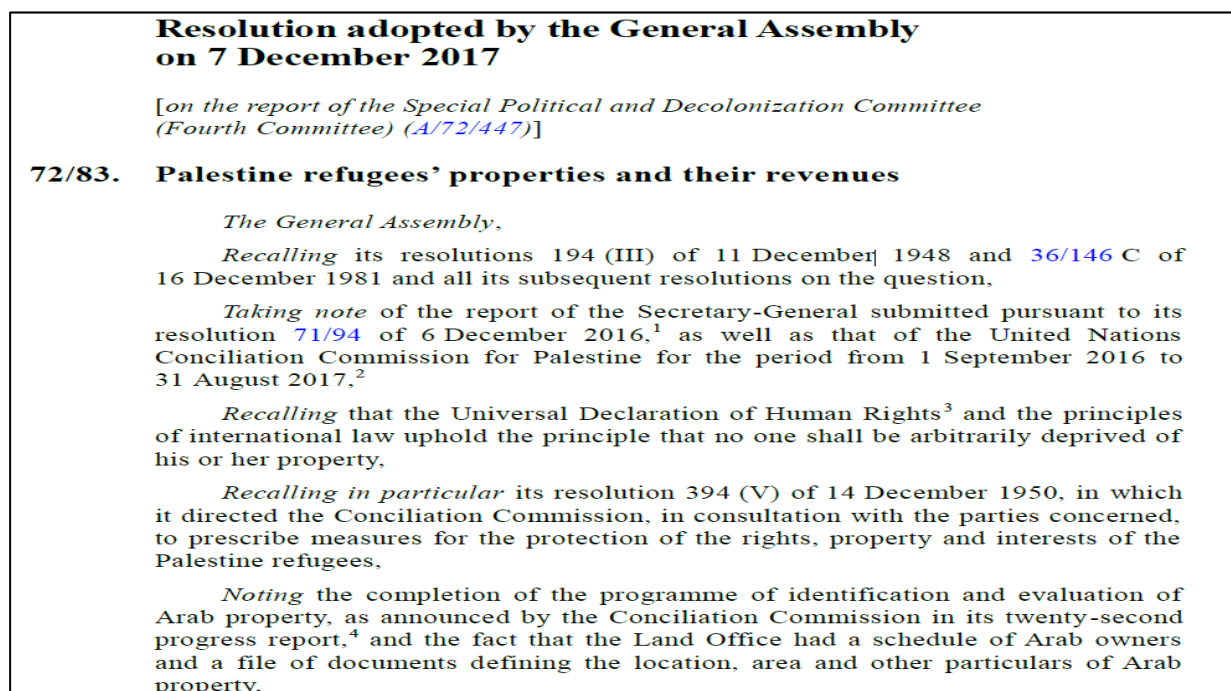 Resolution adopted by the General Assembly
on 7 December 2017
[on the report of the Special Political and Decolonization Committee
(Fourth Committee) (A/72/447)]
72/83. Palestine refugees’ properties and their revenues
The General Assembly,
Recalling its resolutions 194 (III) of 11 December 1948 and 36/146 C of
16 December 1981 and all its subsequent resolutions on the question,
Taking note of the report of the Secretary-General submitted pursuant to its
resolution 71/94 of 6 December 2016,1 as well as that of the United Nations
Conciliation Commission for Palestine for the period from 1 September 2016 to
31 August 2017,2
Recalling that the Universal Declaration of Human Rights3 and the principles
of international law uphold the principle that no one shall be arbitrarily deprived of
his or her property,
Recalling in particular its resolution 394 (V) of 14 December 1950, in which
it directed the Conciliation Commission, in consultation with the parties concerned,
to prescribe measures for the protection of the rights, property and interests of the
Palestine refugees,
Noting the completion of the programme of identification and evaluation of
Arab property, as announced by the Conciliation Commission in its twenty-second
progress report,4 and the fact that the Land Office had a schedule of Arab owners
and a file of documents defining the location, area and other particulars of Arab
property,